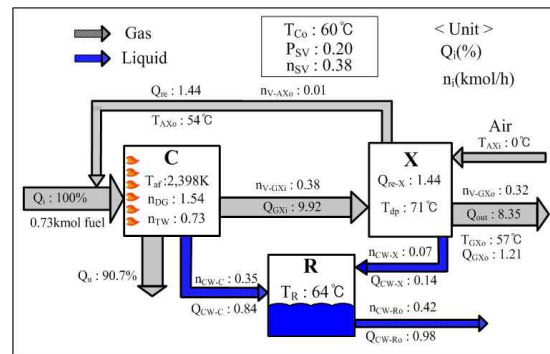 Gas
Liquid
T_Co : 60℃
P_SV : 0.20
n_SV : 0.38
< Unit >
Q_i(%)
n_i(kmol/h)
Q_re : 1.44
n_V-AXo : 0.01
T_AXo : 54℃
Air
T_AXi : 0℃
C
X
Q_i : 100%
0.73kmol fuel
T_af :2,398K
n_DG : 1.54
n_TW : 0.73
n_V-GXi : 0.38
Q_GXi : 9.92
Q_re-X : 1.44
T_dp : 71℃
n_V-GXo : 0.32
Q_out : 8.35
T_GXo : 57℃
Q_GXo : 1.21
Q_u : 90.7%
n_CW-C : 0.35
Q_CW-C : 0.84
R
T_R : 64℃
n_CW-X : 0.07
Q_CW-X : 0.14
n_CW-Ro : 0.42
Q_CW-Ro : 0.98